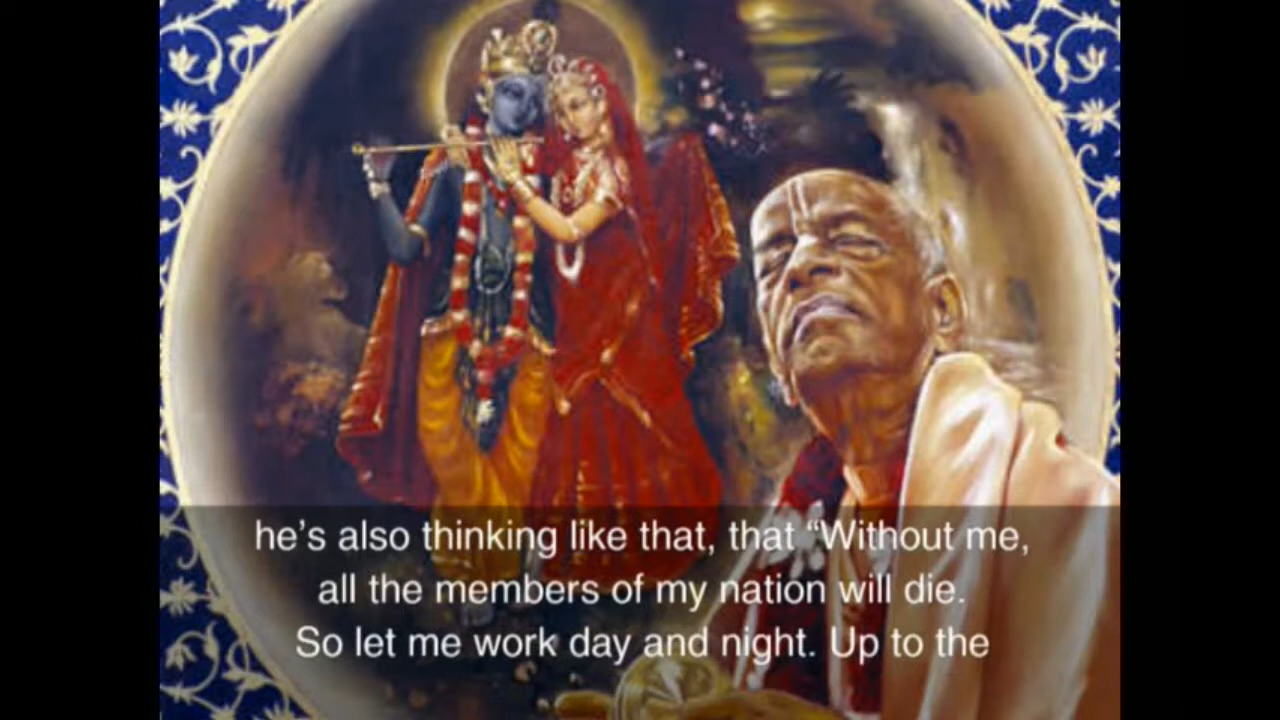 he’s also thinking like that, that “Without me,
all the members of my nation will die.
So let me work day and night. Up to the